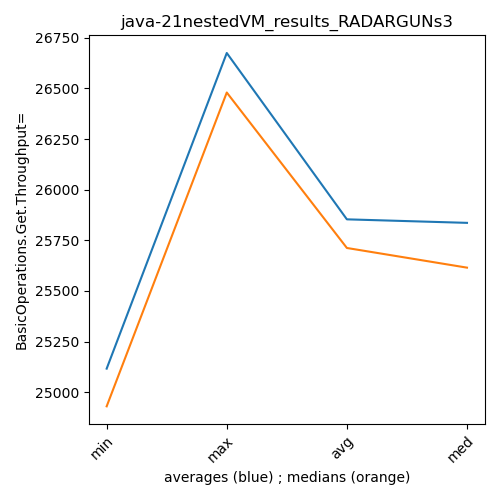 java-21nestedVM_results_RADARGUNs3
BasicOperations.Get.Throughput=
26750
26500
26250
26000
25750
25500
25250
25000
min
max
avg
med
averages (blue) ; medians (orange)